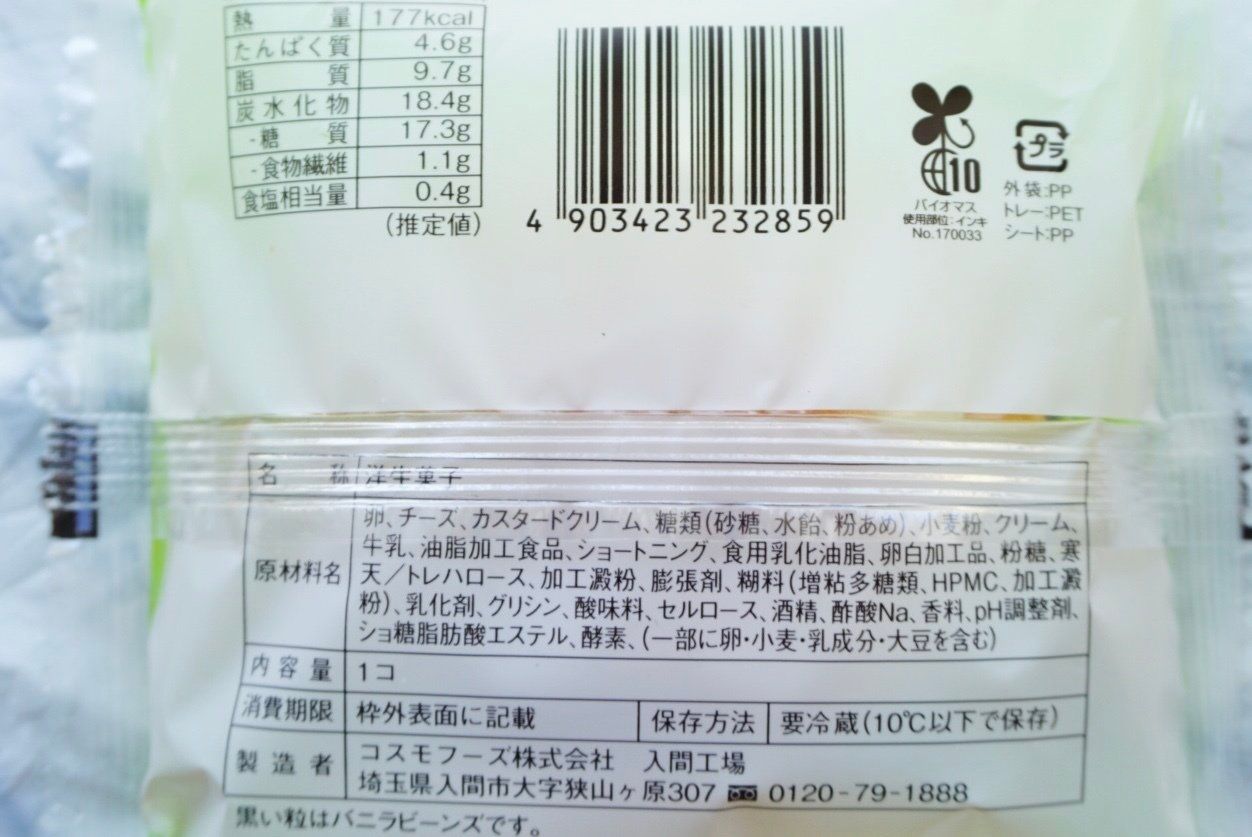 熱量 177kcal
たんぱく質 4.6g
脂質 9.7g
炭水化物 18.4g
-糖質 17.3g
-食物繊維 1.1g
食塩相当量 0.4g
(推定値)
4 903423 232859
10
バイオマス
使用部位:インキ
No.170033
プラ
外袋:PP
トレー:PET
シート:PP
名称 洋生菓子
原材料名
卵、チーズ、カスタードクリーム、糖類(砂糖、水飴、粉あめ)、小麦粉、クリーム、
牛乳、油脂加工食品、ショートニング、食用乳化油脂、卵白加工品、粉糖、寒
天/トレハロース、加工澱粉、膨張剤、糊料(増粘多糖類、HPMC、加工澱
粉)、乳化剤、グリシン、酸味料、セルロース、酒精、酢酸Na、香料、pH調整剤、
ショ糖脂肪酸エステル、酵素、(一部に卵・小麦・乳成分・大豆を含む)
内容量 1コ
消費期限 枠外表面に記載 保存方法 要冷蔵(10℃以下で保存)
製造者
コスモフーズ株式会社 入間工場
埼玉県入間市大字狭山ヶ原307 0120-79-1888
黒い粒はバニラビーンズです。